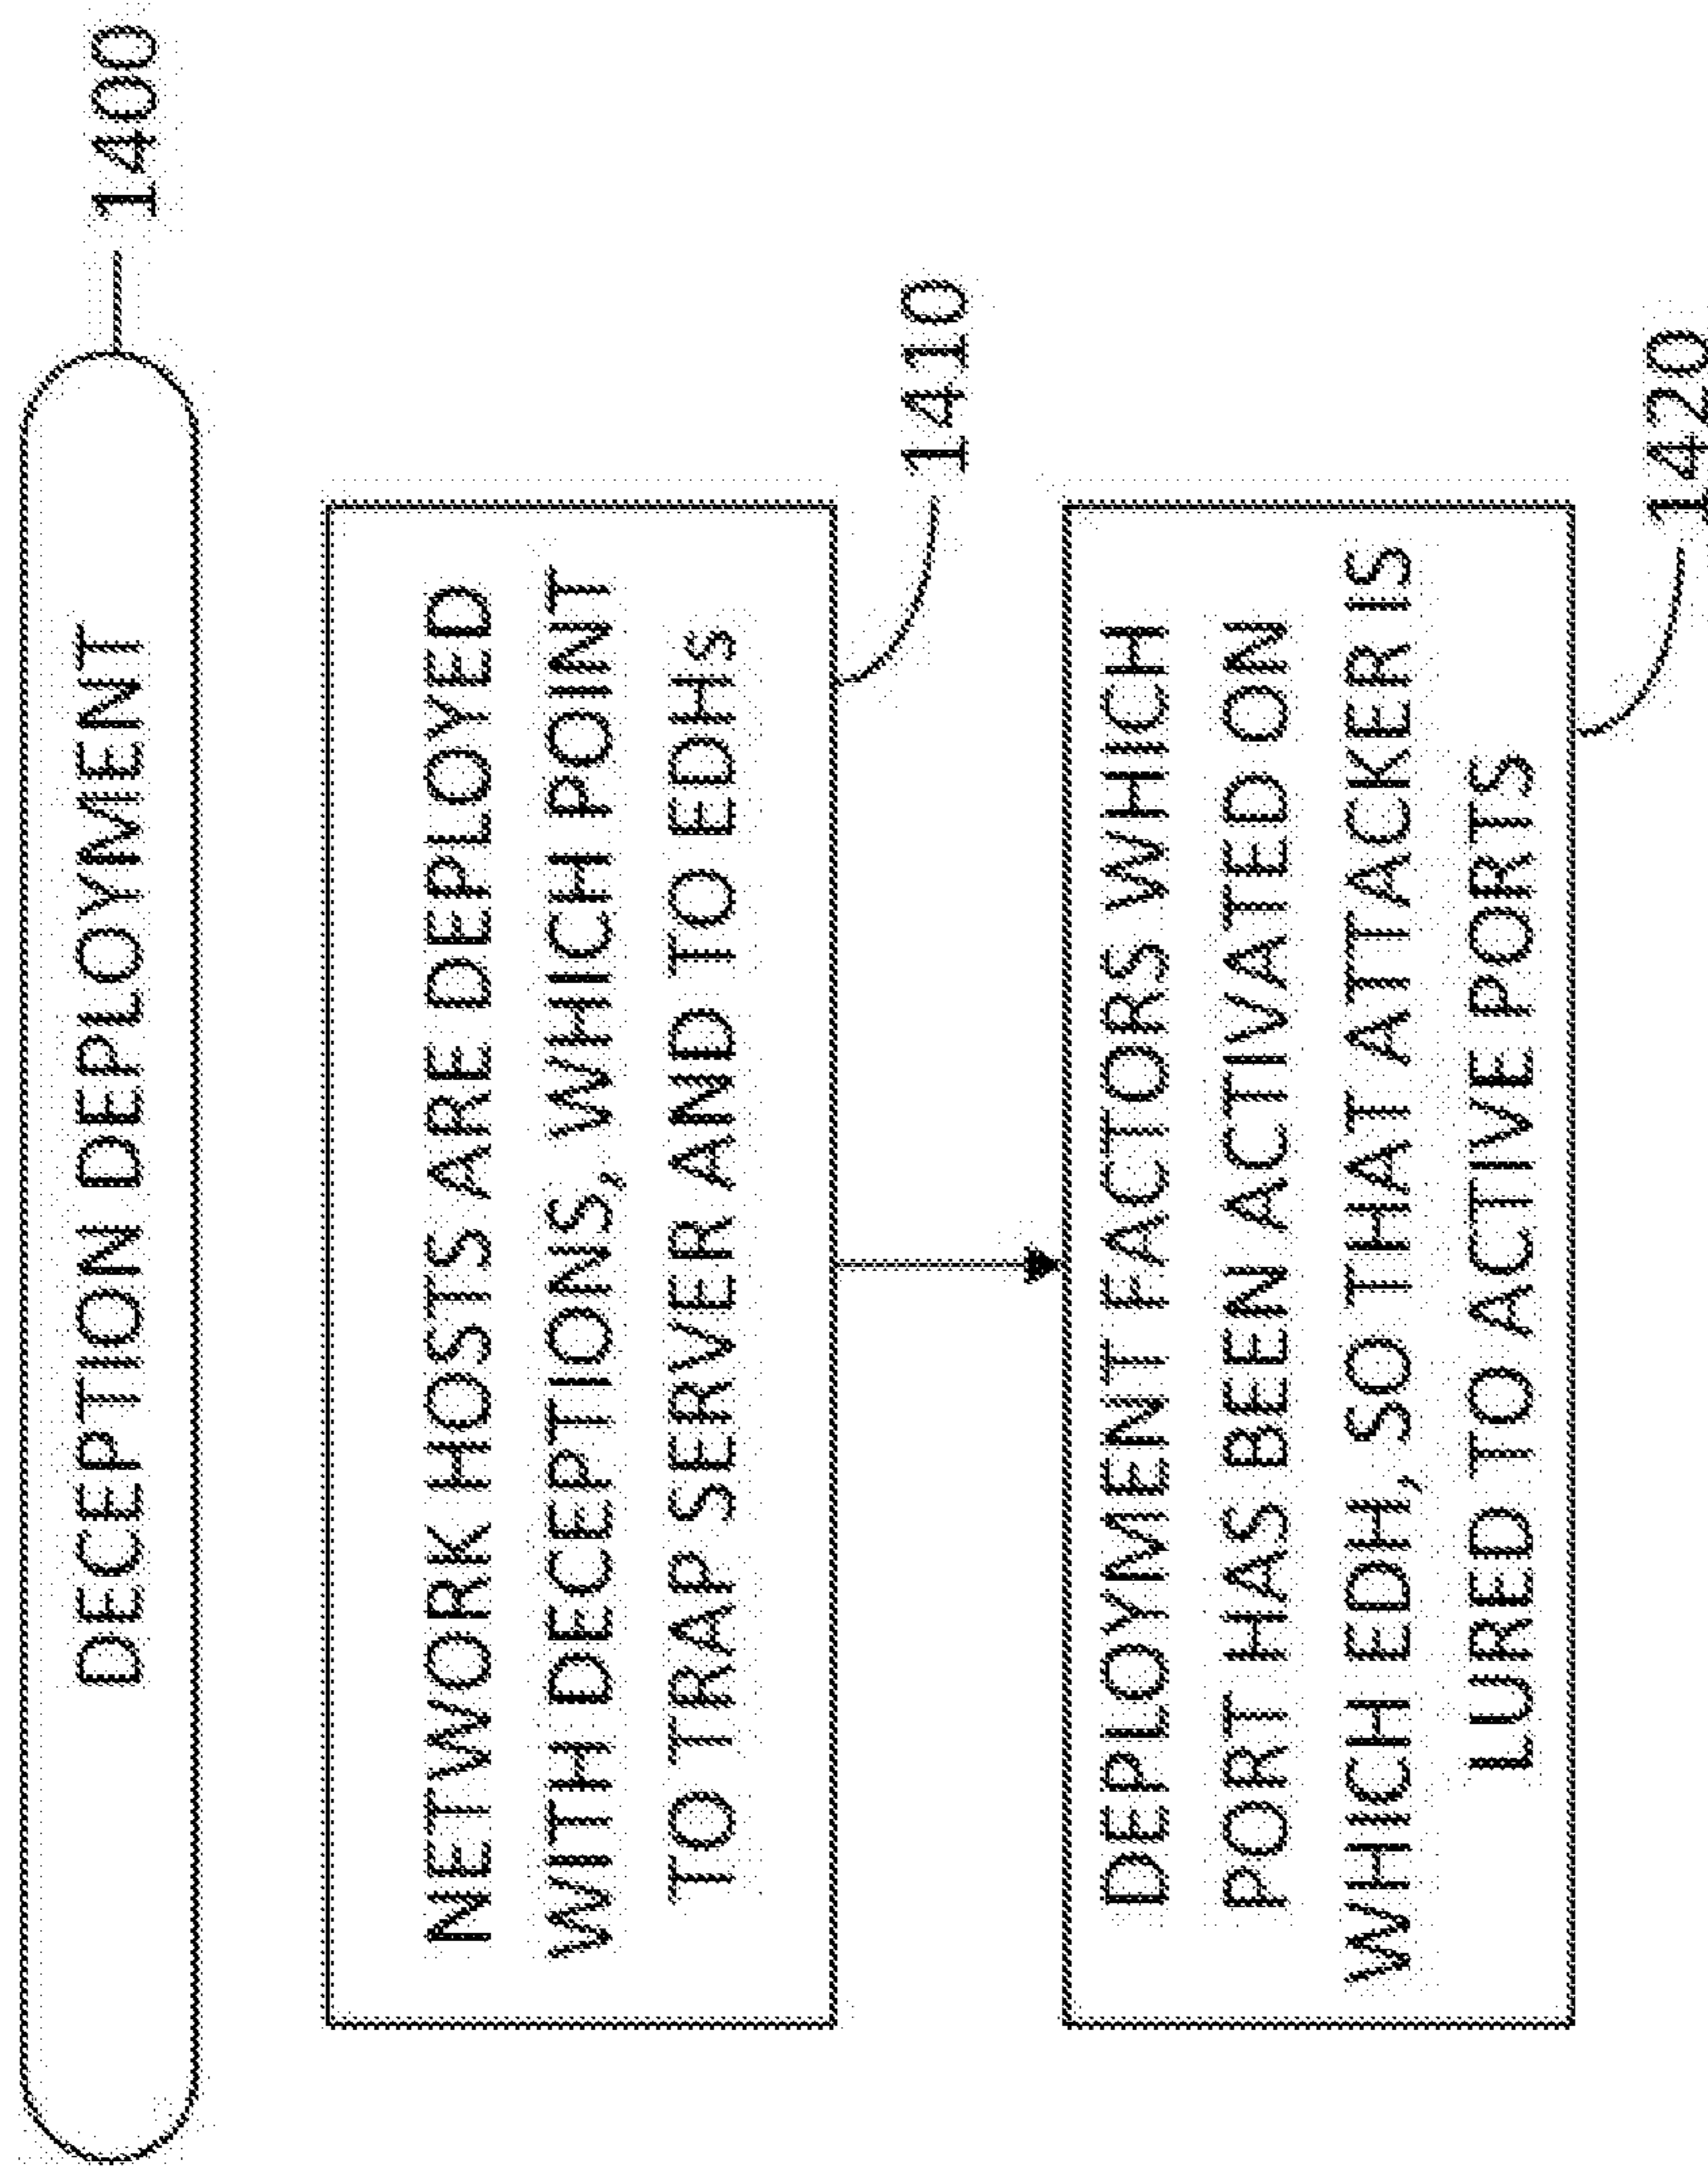 DECEPTION DEPLOYMENT
1400
NETWORK HOSTS ARE DEPLOYED
WITH DECEPTIONS, WHICH POINT
TO TRAP SERVER AND TO EDHs
1410
DEPLOYMENT FACTORS WHICH
PORT HAS BEEN ACTIVATED ON
WHICH EDH, SO THAT ATTACKER IS
LURED TO ACTIVE PORTS
1420